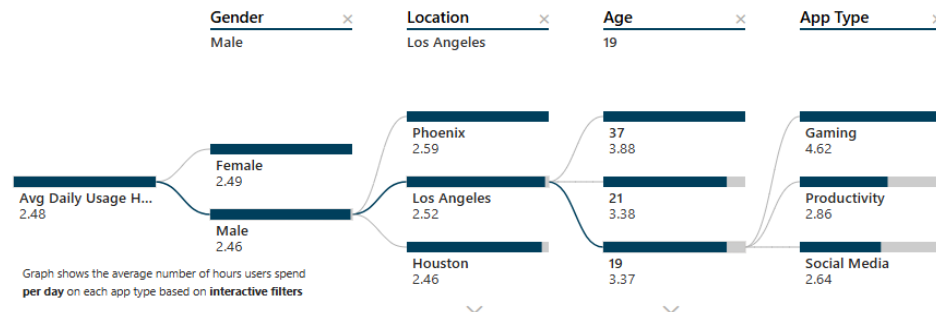 Gender
Male
Location
Los Angeles
Age
19
App Type
Avg Daily Usage H...
2.48
Female
2.49
Male
2.46
Phoenix
2.59
Los Angeles
2.52
Houston
2.46
37
3.88
21
3.38
19
3.37
Gaming
4.62
Productivity
2.86
Social Media
2.64
Graph shows the average number of hours users spend
per day on each app type based on interactive filters